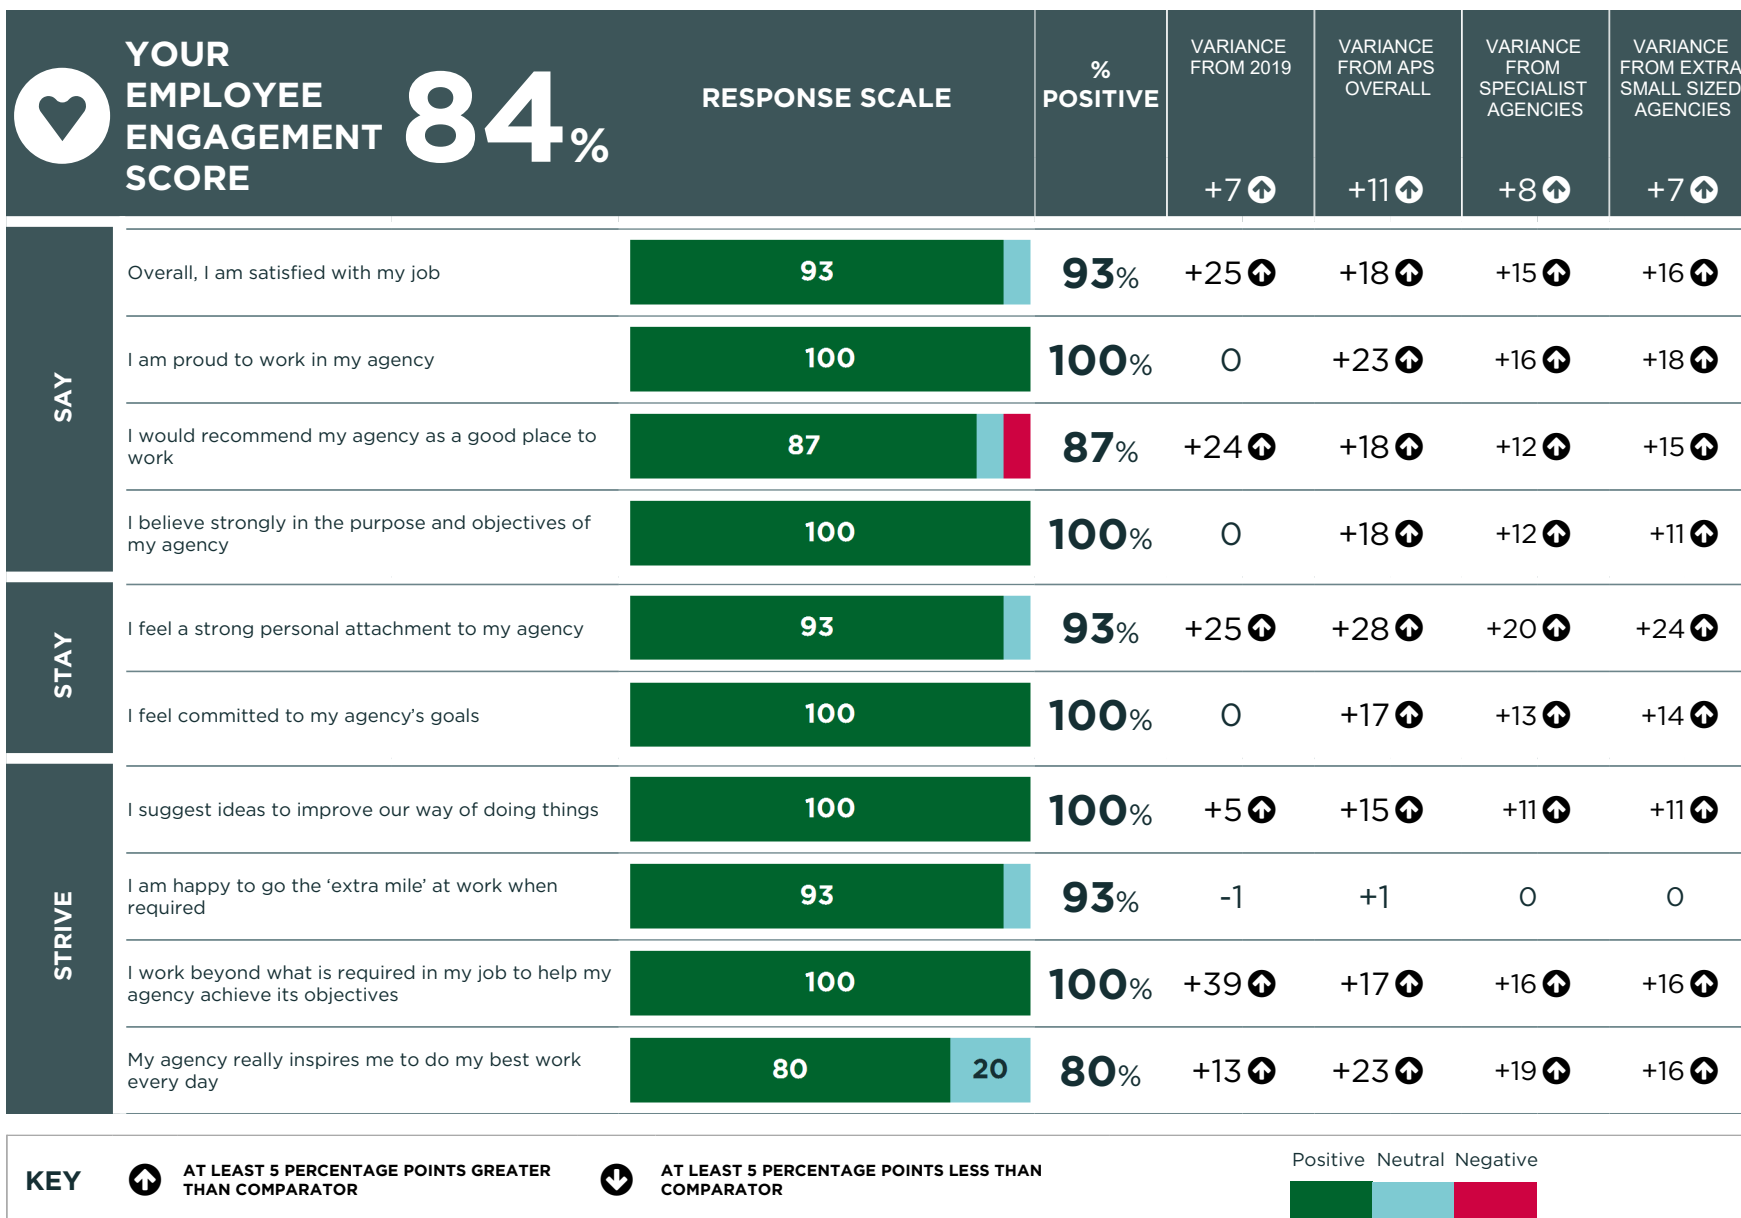 YOUR
EMPLOYEE
ENGAGEMENT
SCORE
84%
RESPONSE SCALE
%
POSITIVE
VARIANCE
FROM 2019
+7
VARIANCE
FROM APS
OVERALL
+11
VARIANCE
FROM
SPECIALIST
AGENCIES
+8
VARIANCE
FROM EXTRA
SMALL SIZED
AGENCIES
+7
SAY
Overall, I am satisfied with my job
93
93%
+25
+18
+15
+16
I am proud to work in my agency
100
100%
0
+23
+16
+18
I would recommend my agency as a good place to
work
87
87%
+24
+18
+12
+15
I believe strongly in the purpose and objectives of
my agency
100
100%
0
+18
+12
+11
STAY
I feel a strong personal attachment to my agency
93
93%
+25
+28
+20
+24
I feel committed to my agency’s goals
100
100%
0
+17
+13
+14
STRIVE
I suggest ideas to improve our way of doing things
100
100%
+5
+15
+11
+11
I am happy to go the ‘extra mile’ at work when
required
93
93%
-1
+1
0
0
I work beyond what is required in my job to help my
agency achieve its objectives
100
100%
+39
+17
+16
+16
My agency really inspires me to do my best work
every day
80
20
80%
+13
+23
+19
+16
KEY
AT LEAST 5 PERCENTAGE POINTS GREATER
THAN COMPARATOR
AT LEAST 5 PERCENTAGE POINTS LESS THAN
COMPARATOR
Positive Neutral Negative